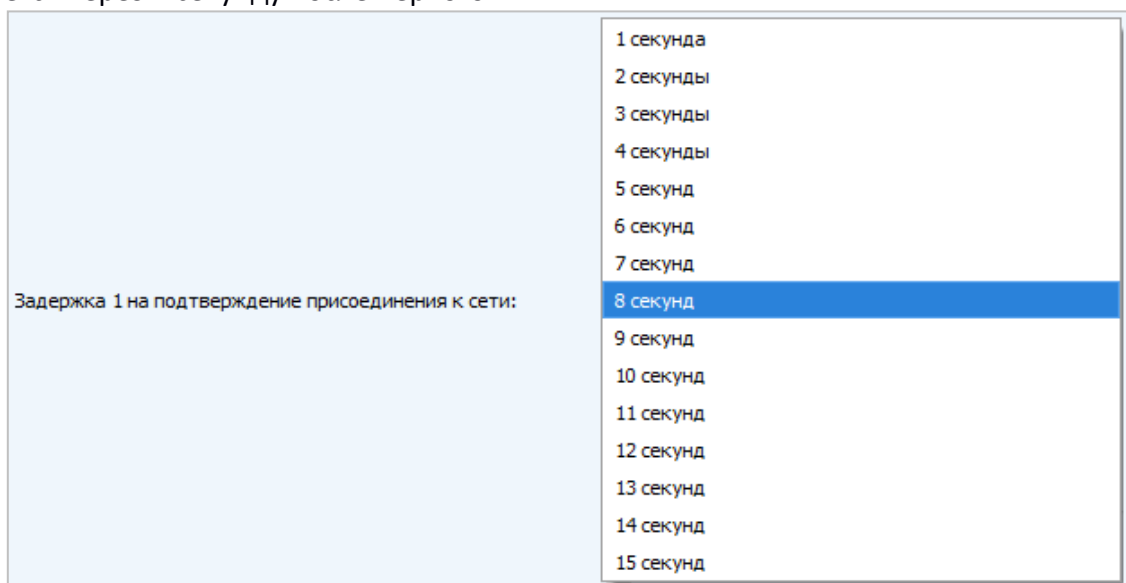 1 секунда
2 секунды
3 секунды
4 секунды
5 секунд
6 секунд
7 секунд
Задержка 1 на подтверждение присоединения к сети:
8 секунд
9 секунд
10 секунд
11 секунд
12 секунд
13 секунд
14 секунд
15 секунд